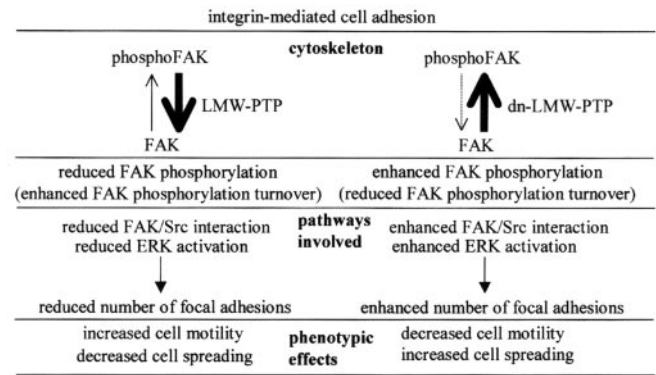 integrin-mediated cell adhesion
cytoskeleton
phosphoFAK
LMW-PTP
FAK
phosphoFAK
dn-LMW-PTP
FAK
reduced FAK phosphorylation
(enhanced FAK phosphorylation turnover)
enhanced FAK phosphorylation
(reduced FAK phosphorylation turnover)
pathways
involved
reduced FAK/Src interaction
reduced ERK activation
enhanced FAK/Src interaction
enhanced ERK activation
reduced number of focal adhesions
enhanced number of focal adhesions
increased cell motility
decreased cell spreading
phenotypic
effects
decreased cell motility
increased cell spreading